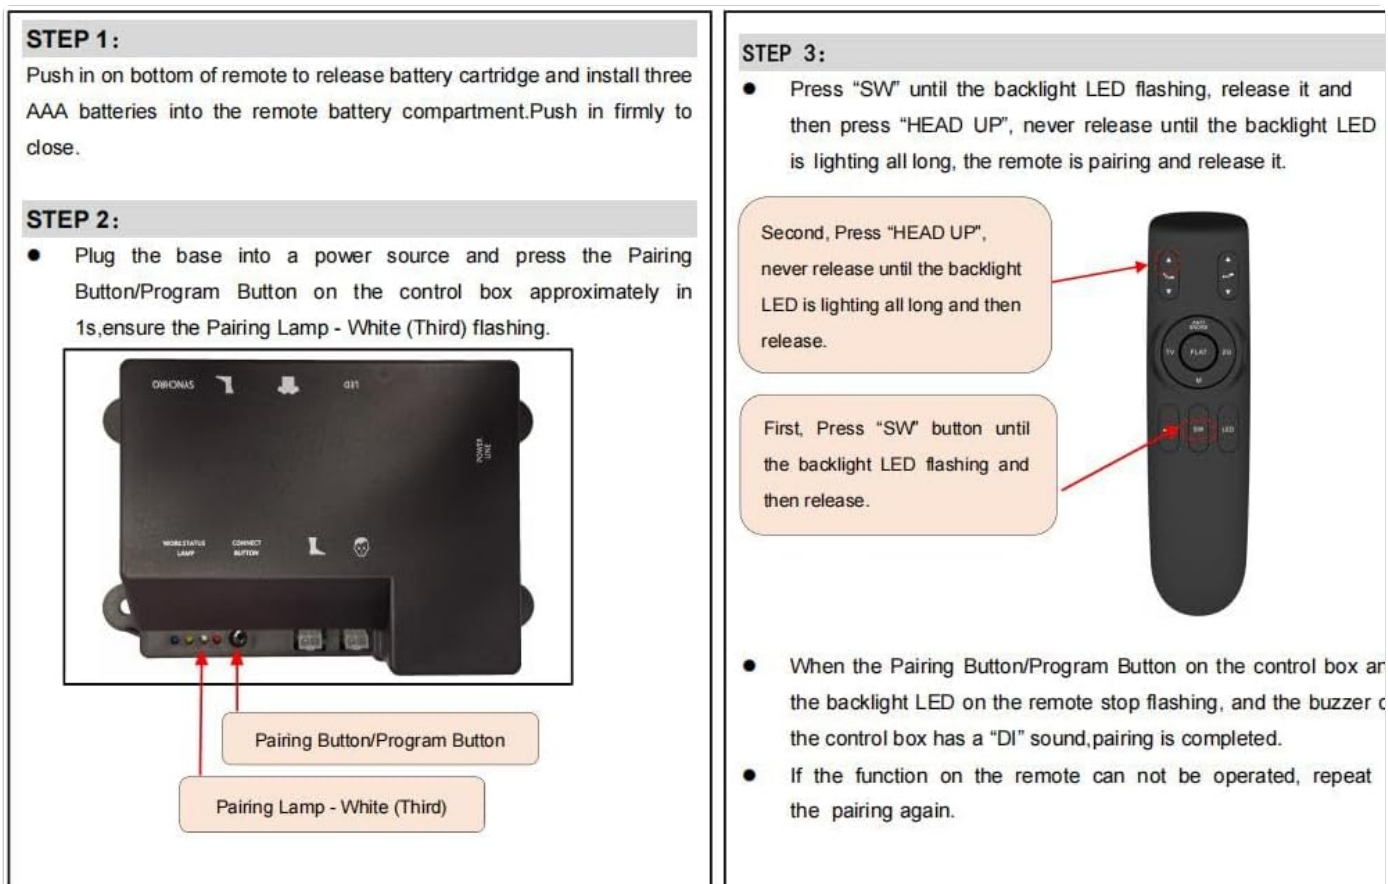 STEP 1:
Push in on bottom of remote to release battery cartridge and install three
AAA batteries into the remote battery compartment.Push in firmly to
close.
STEP 2:
● Plug the base into a power source and press the Pairing
Button/Program Button on the control box approximately in
1s,ensure the Pairing Lamp - White (Third) flashing.
SYNCHRO
LED
POWER
LINE
WORK STATUS
LAMP
CONNECT
BUTTON
Pairing Button/Program Button
Pairing Lamp - White (Third)
STEP 3:
● Press “SW” until the backlight LED flashing, release it and
then press “HEAD UP”, never release until the backlight LED
is lighting all long, the remote is pairing and release it.
Second, Press “HEAD UP",
never release until the backlight
LED is lighting all long and then
release.
First, Press “SW” button until
the backlight LED flashing and
then release.
ANTI
SNORE
TV
FLAT
ZG
M
SW
LED
● When the Pairing Button/Program Button on the control box an
the backlight LED on the remote stop flashing, and the buzzer o
the control box has a “DI” sound,pairing is completed.
● If the function on the remote can not be operated, repeat
the pairing again.